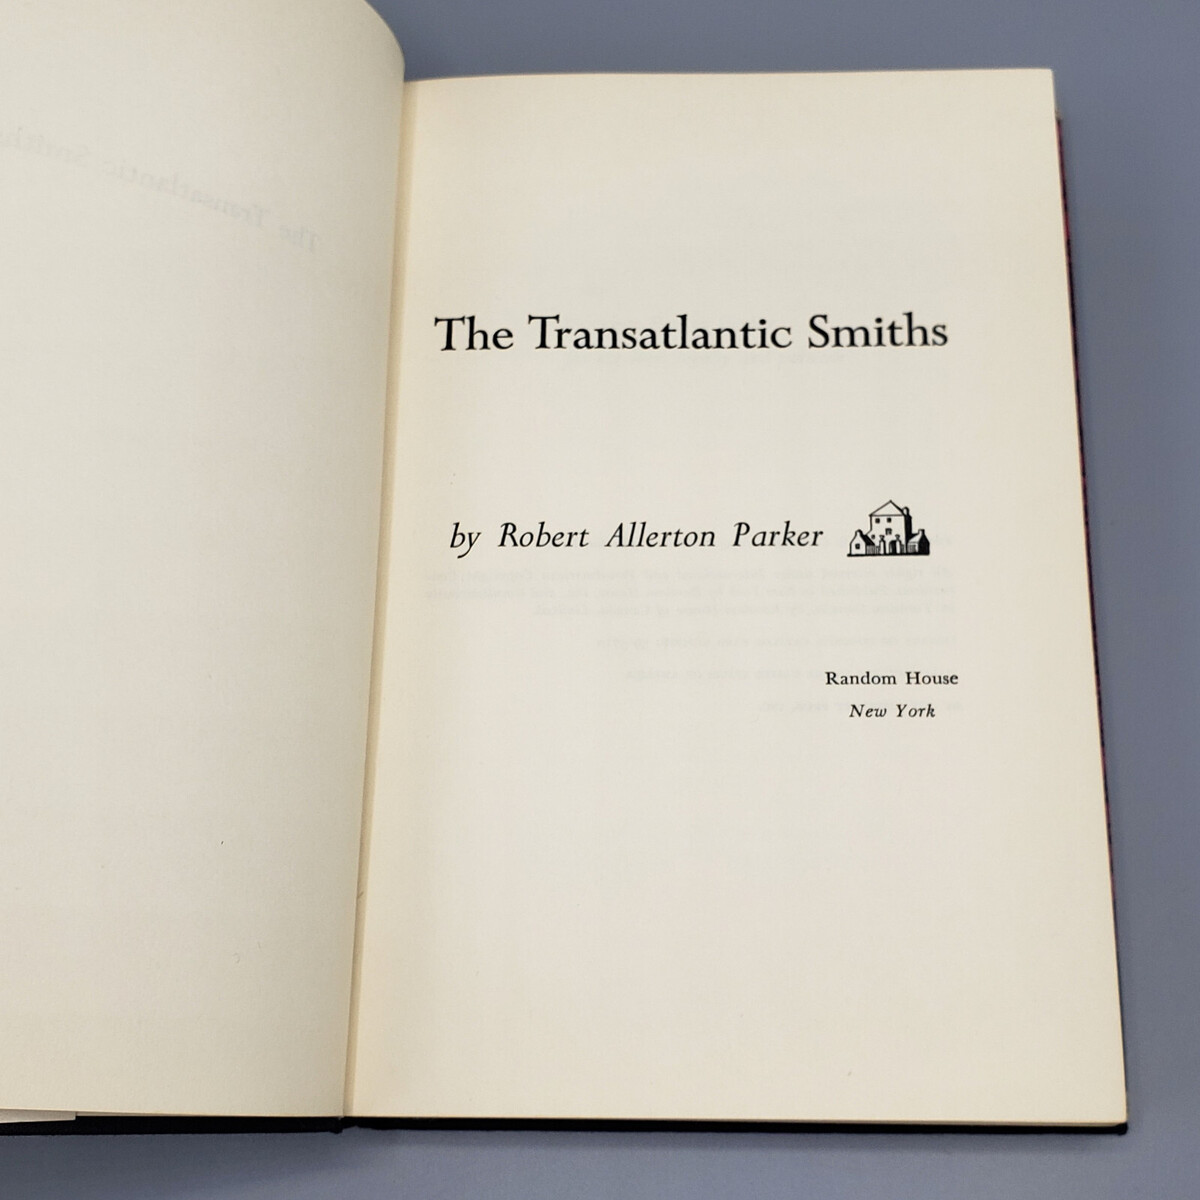 The Transatlantic Smiths
by Robert Allerton Parker
Random House
New York